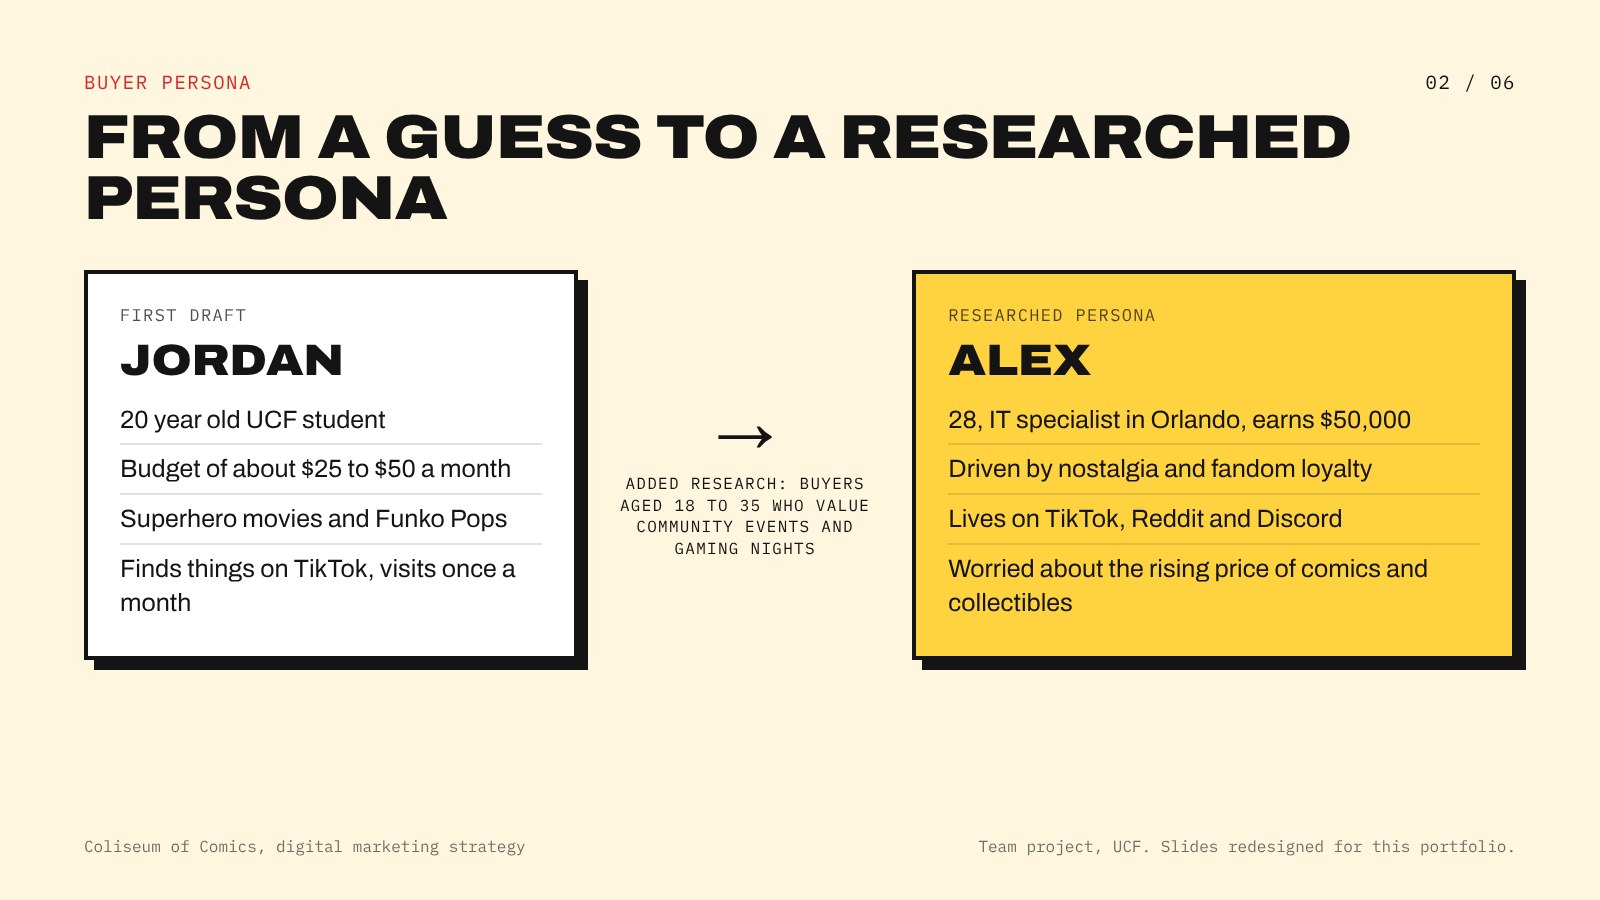 BUYER PERSONA
02 / 06
FROM A GUESS TO A RESEARCHED
PERSONA
FIRST DRAFT
JORDAN
20 year old UCF student
Budget of about $25 to $50 a month
Superhero movies and Funko Pops
Finds things on TikTok, visits once a
month
→
ADDED RESEARCH: BUYERS
AGED 18 TO 35 WHO VALUE
COMMUNITY EVENTS AND
GAMING NIGHTS
RESEARCHED PERSONA
ALEX
28, IT specialist in Orlando, earns $50,000
Driven by nostalgia and fandom loyalty
Lives on TikTok, Reddit and Discord
Worried about the rising price of comics and
collectibles
Coliseum of Comics, digital marketing strategy
Team project, UCF. Slides redesigned for this portfolio.